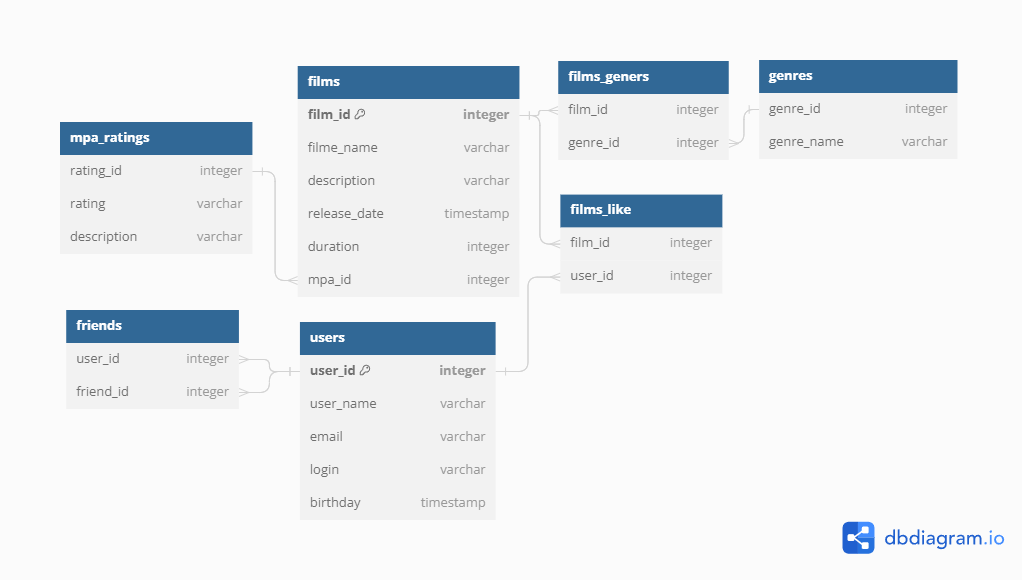 mpa_ratings
rating_id integer
rating varchar
description varchar
films
film_id integer
filme_name varchar
description varchar
release_date timestamp
duration integer
mpa_id integer
films_geners
film_id integer
genre_id integer
genres
genre_id integer
genre_name varchar
films_like
film_id integer
user_id integer
friends
user_id integer
friend_id integer
users
user_id integer
user_name varchar
email varchar
login varchar
birthday timestamp
dbdiagram.io